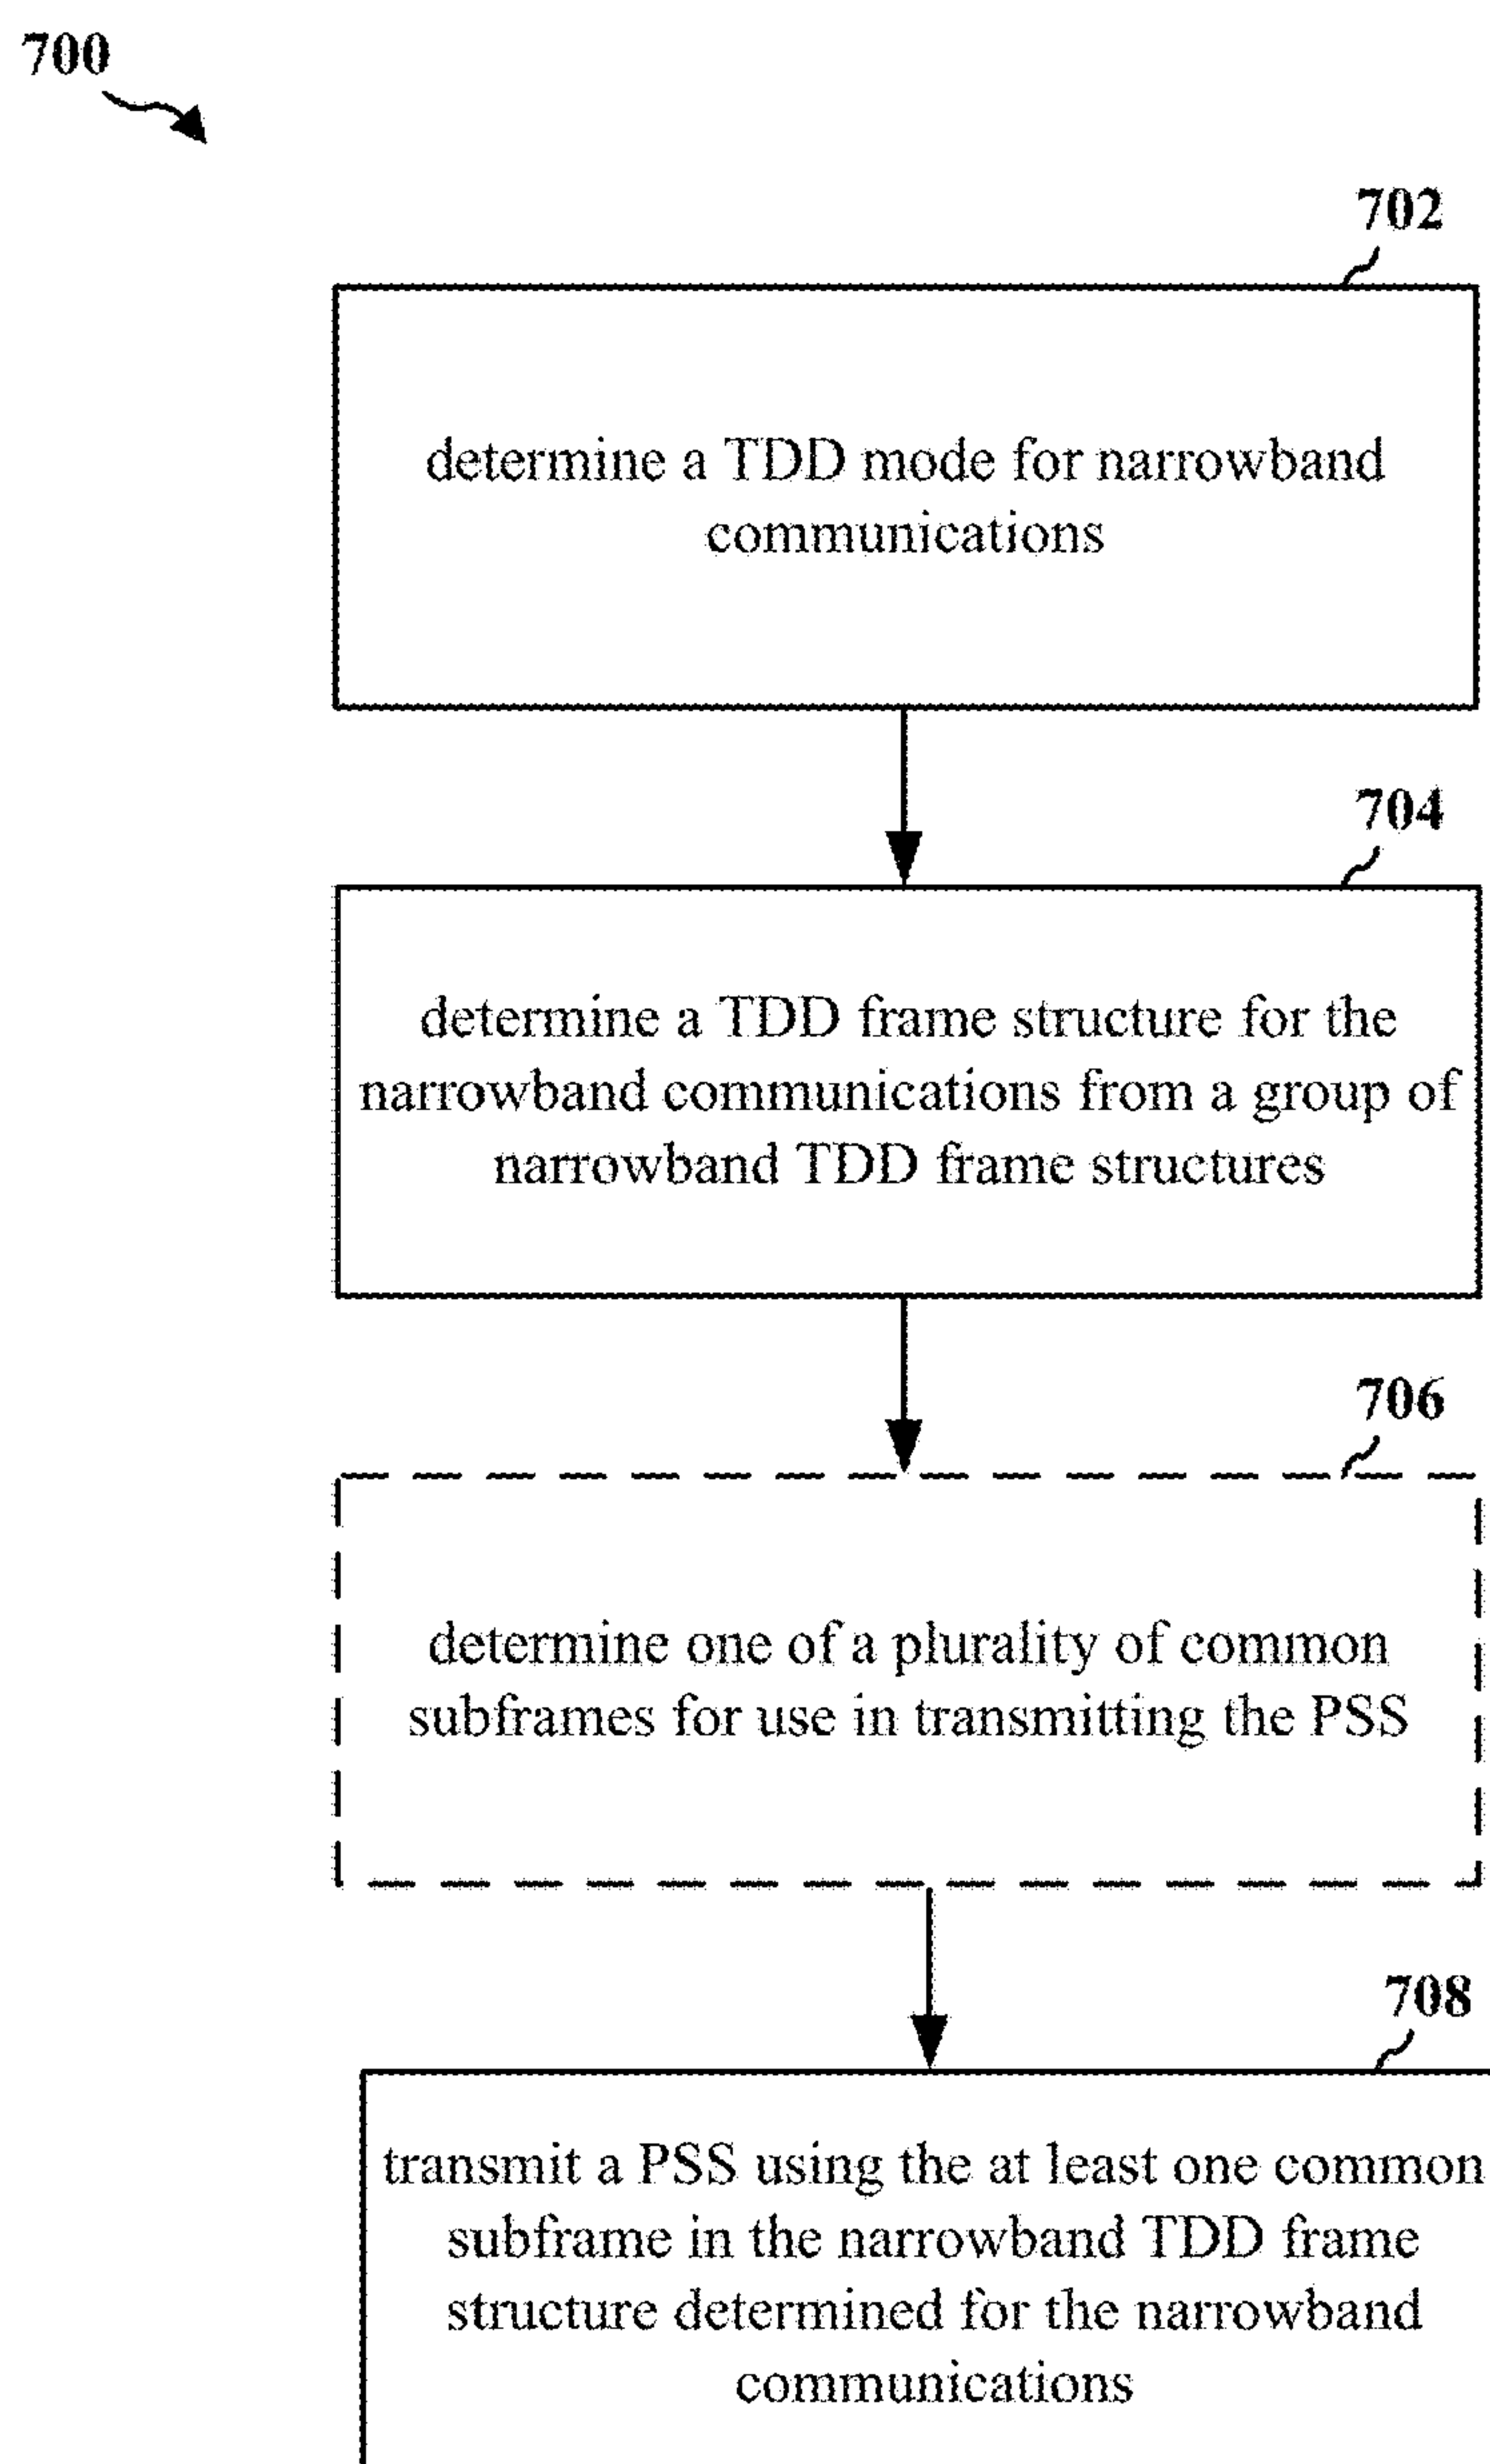 700
702
determine a TDD mode for narrowband
communications
704
determine a TDD frame structure for the
narrowband communications from a group of
narrowband TDD frame structures
706
determine one of a plurality of common
subframes for use in transmitting the PSS
708
transmit a PSS using the at least one common
subframe in the narrowband TDD frame
structure determined for the narrowband
communications